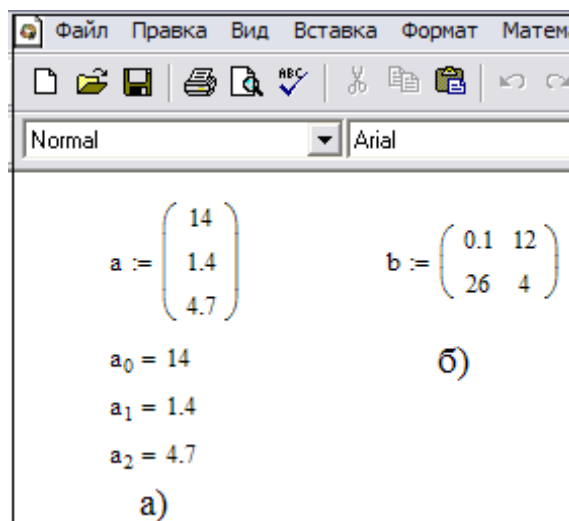 Файл Правка Вид Вставка Формат Матем
ABC
Normal Arial
a := ( 14 1.4 4.7 )
b := ( 0.1 12 26 4 )
a0 = 14
a1 = 1.4
a2 = 4.7
а)
б)